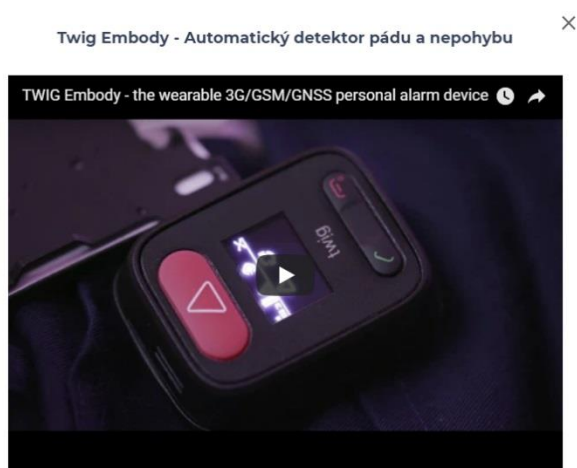 Twig Embody - Automatický detektor pádu a nepohybu
TWIG Embody - the wearable 3G/GSM/GNSS personal alarm device
twig